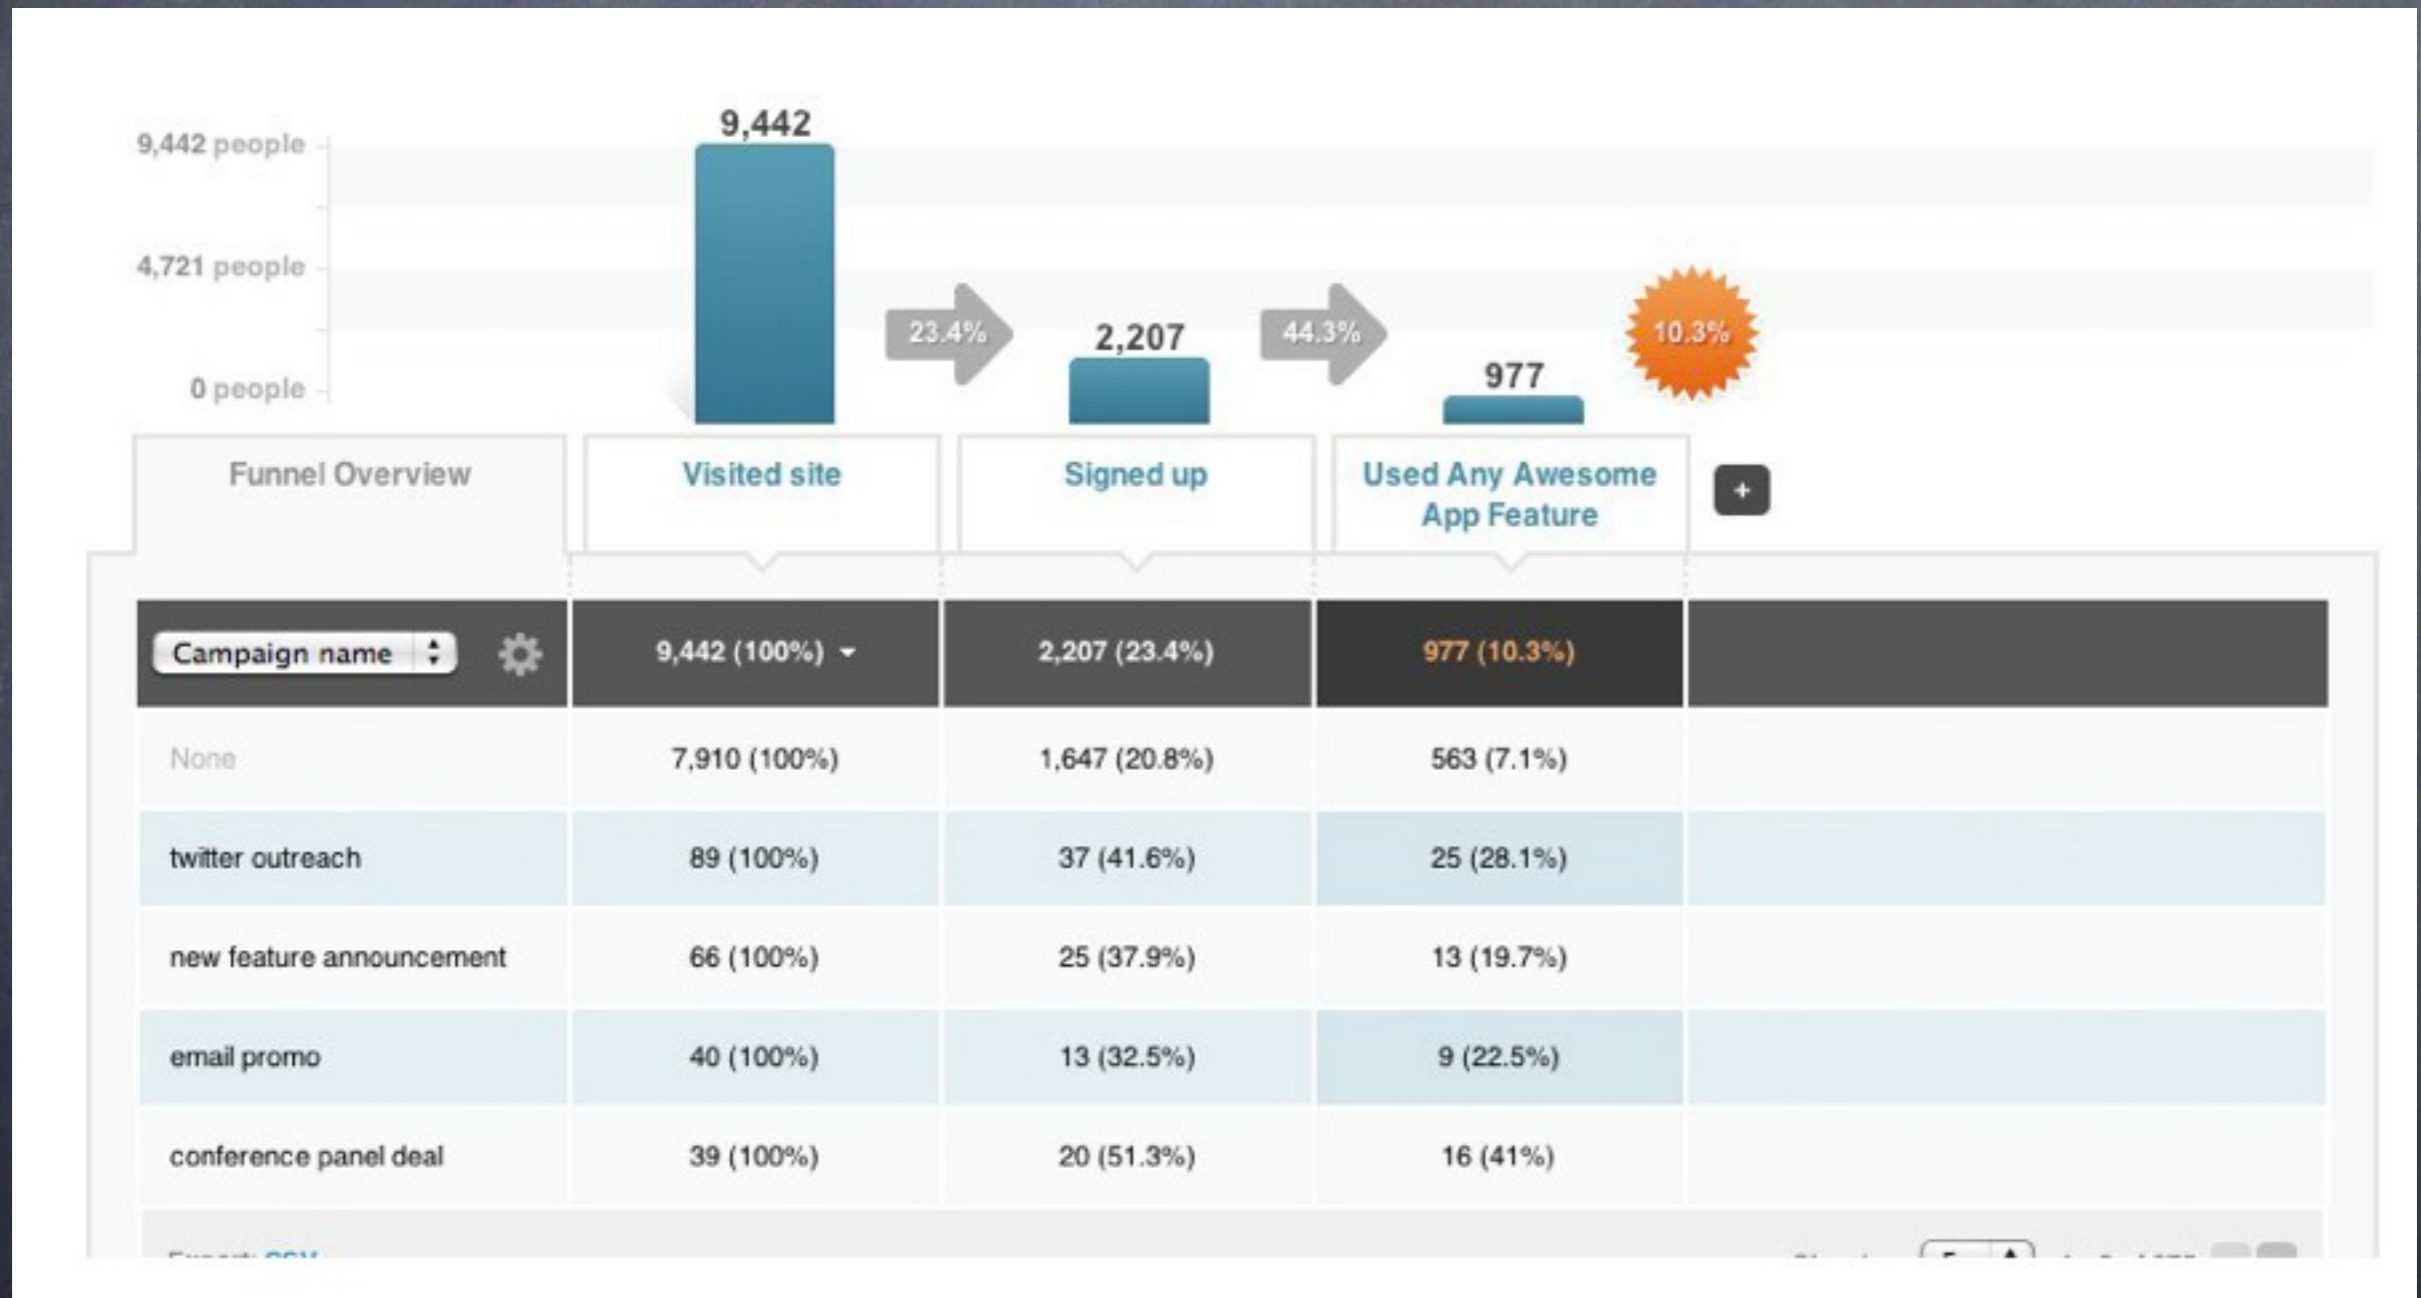 9,442
9,442 people
4,721 people
0 people
23.4%
2,207
44.3%
977
10.3%
Funnel Overview
Visited site
Signed up
Used Any Awesome
App Feature
+
Campaign name
9,442 (100%)
2,207 (23.4%)
977 (10.3%)
None
7,910 (100%)
1,647 (20.8%)
563 (7.1%)
twitter outreach
89 (100%)
37 (41.6%)
25 (28.1%)
new feature announcement
66 (100%)
25 (37.9%)
13 (19.7%)
email promo
40 (100%)
13 (32.5%)
9 (22.5%)
conference panel deal
39 (100%)
20 (51.3%)
16 (41%)
Export: CSV